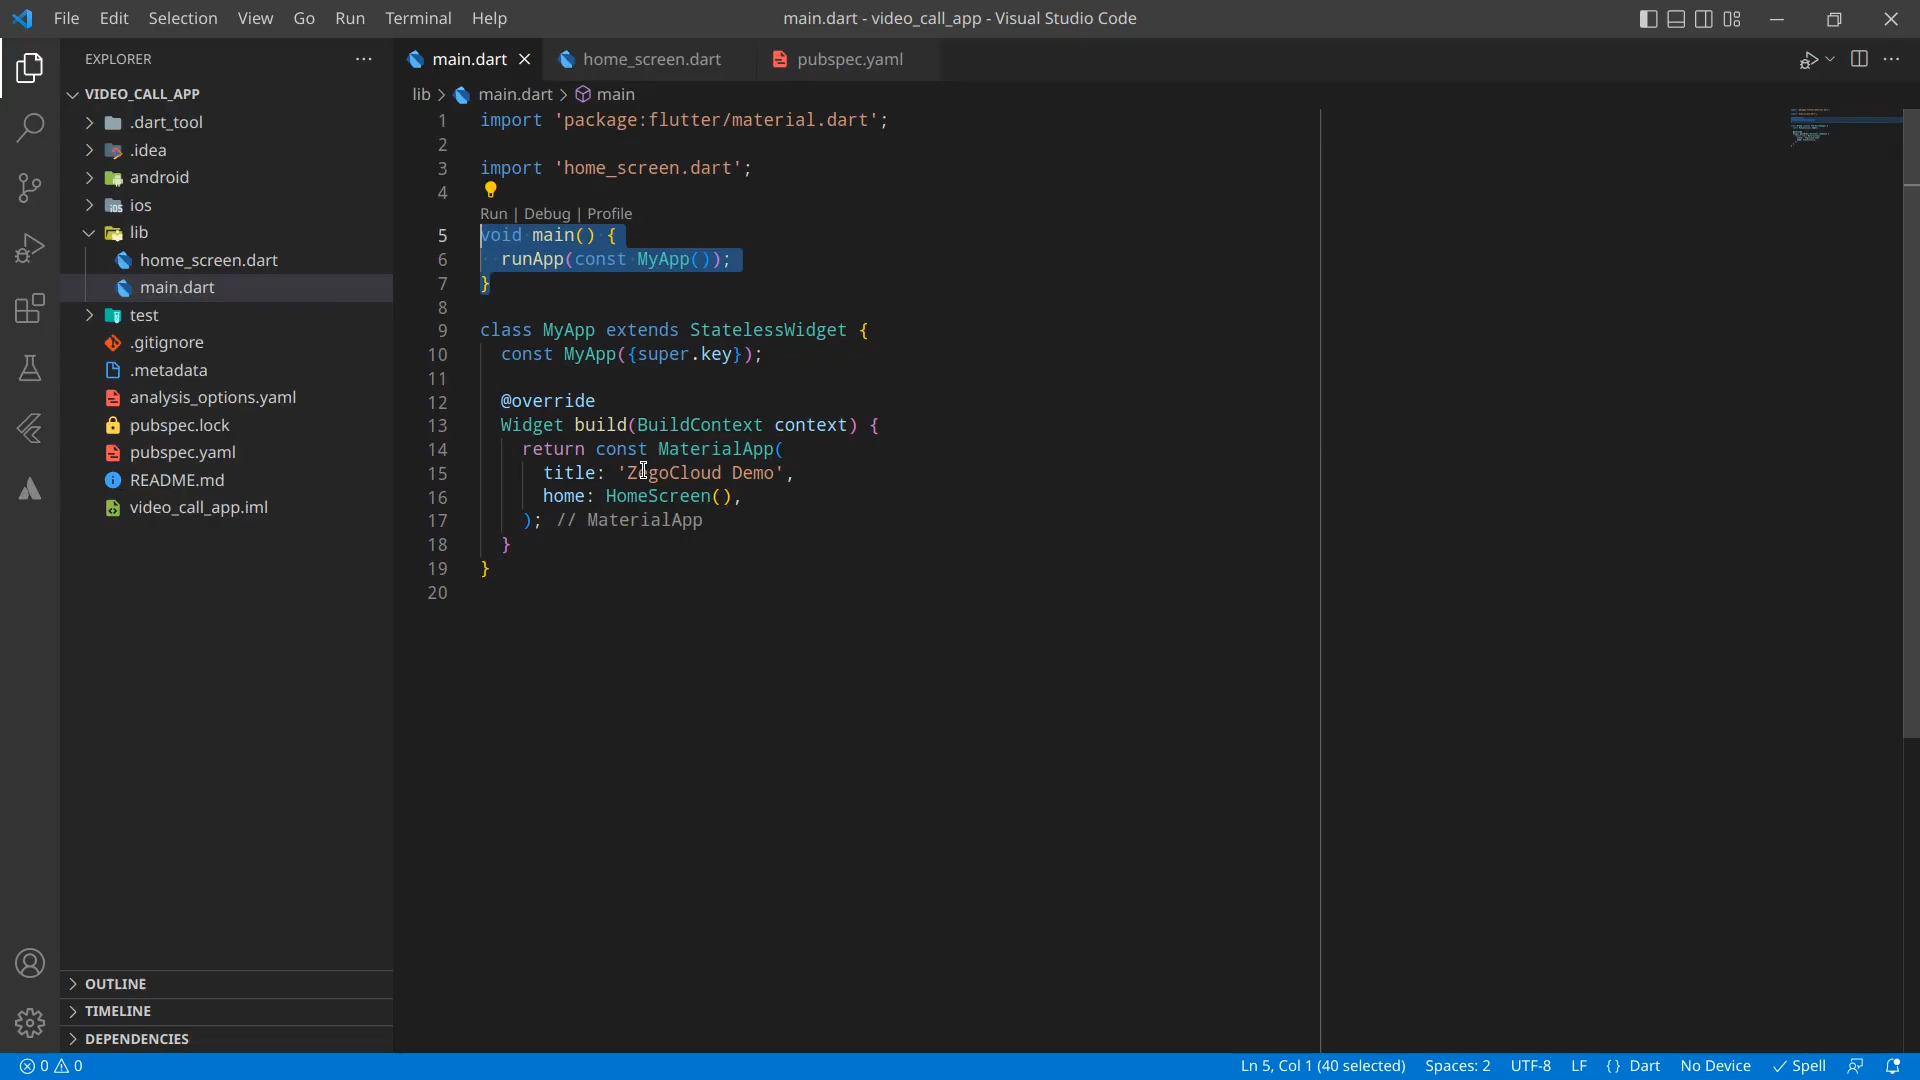 File Edit Selection View Go Run Terminal Help
main.dart - video_call_app - Visual Studio Code
EXPLORER
VIDEO_CALL_APP
.dart_tool
.idea
android
ios
lib
home_screen.dart
main.dart
test
.gitignore
.metadata
analysis_options.yaml
pubspec.lock
pubspec.yaml
README.md
video_call_app.iml
OUTLINE
TIMELINE
DEPENDENCIES
main.dart home_screen.dart pubspec.yaml
lib > main.dart > main
1 import 'package:flutter/material.dart';
2
3 import 'home_screen.dart';
4
Run | Debug | Profile
5 void main() {
6 runApp(const MyApp());
7 }
8
9 class MyApp extends StatelessWidget {
10 const MyApp({super.key});
11
12 @override
13 Widget build(BuildContext context) {
14 return const MaterialApp(
15 title: 'ZegoCloud Demo',
16 home: HomeScreen(),
17 ); // MaterialApp
18 }
19 }
20
0 0 Ln 5, Col 1 (40 selected) Spaces: 2 UTF-8 LF {} Dart No Device Spell